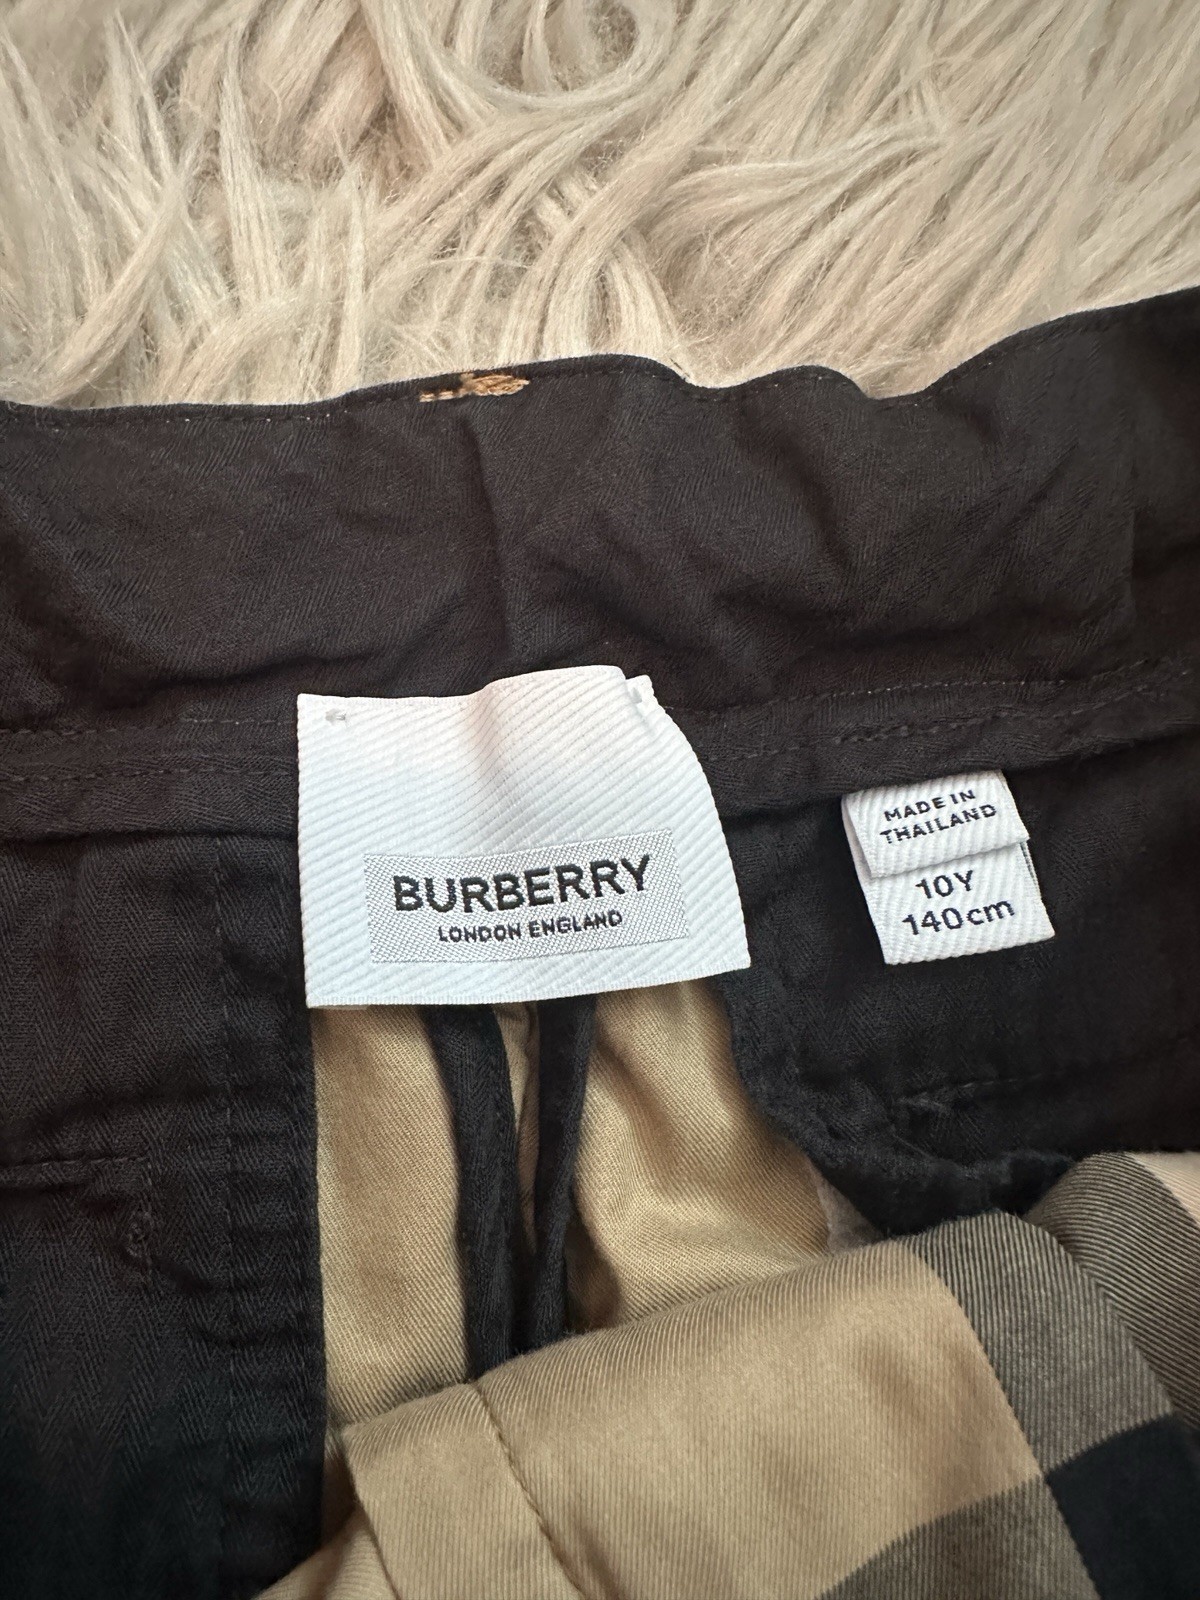 BURBERRY
LONDON ENGLAND
MADE IN
THAILAND
10Y
140cm